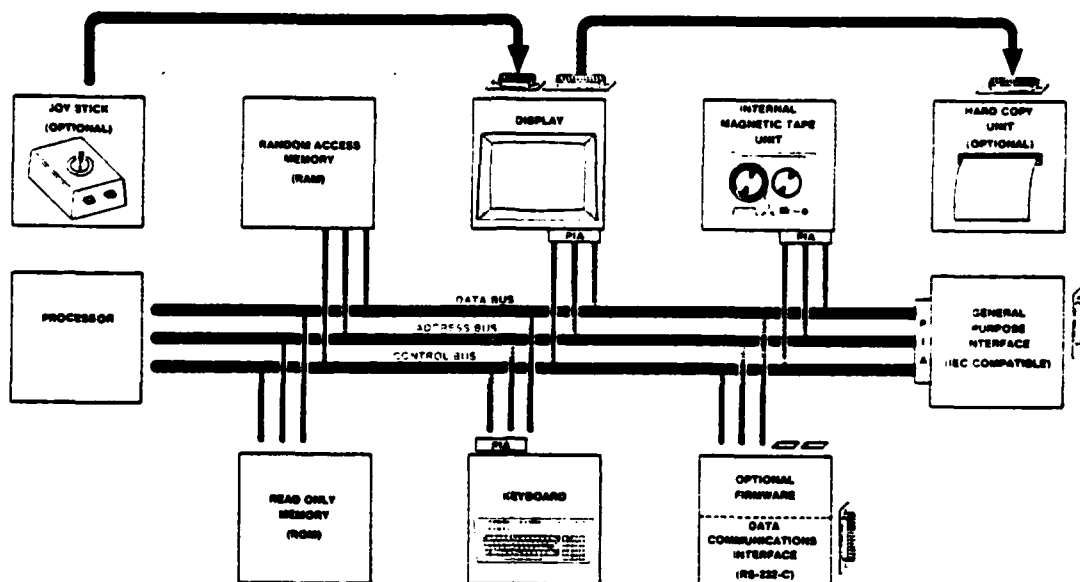 JOY STICK
(OPTIONAL)
RANDOM ACCESS
MEMORY
(RAM)
DISPLAY
PIA
INTERNAL
MAGNETIC TAPE
UNIT
PIA
HARD COPY
UNIT
(OPTIONAL)
PROCESSOR
DATA BUS
ADDRESS BUS
CONTROL BUS
P
I
A
GENERAL
PURPOSE
INTERFACE
(IEC COMPATIBLE)
READ ONLY
MEMORY
(ROM)
PIA
KEYBOARD
OPTIONAL
FIRMWARE
DATA
COMMUNICATIONS
INTERFACE
(RS-232-C)